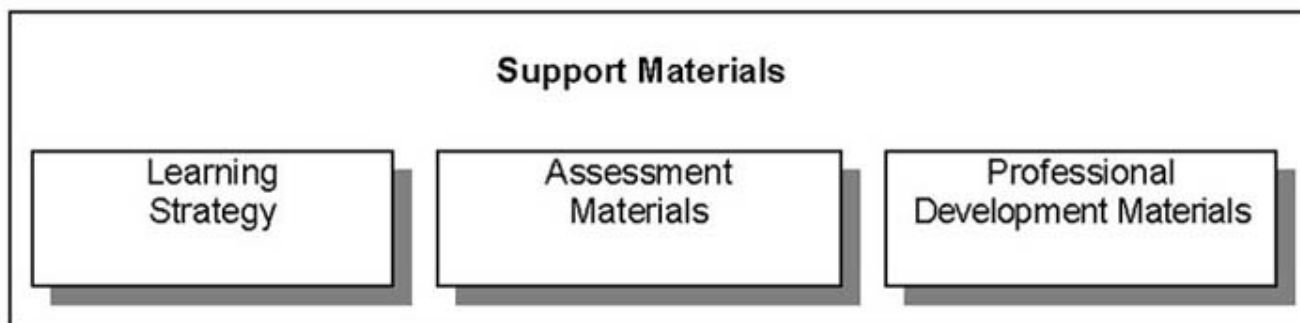 Support Materials
Learning
Strategy
Assessment
Materials
Professional
Development Materials